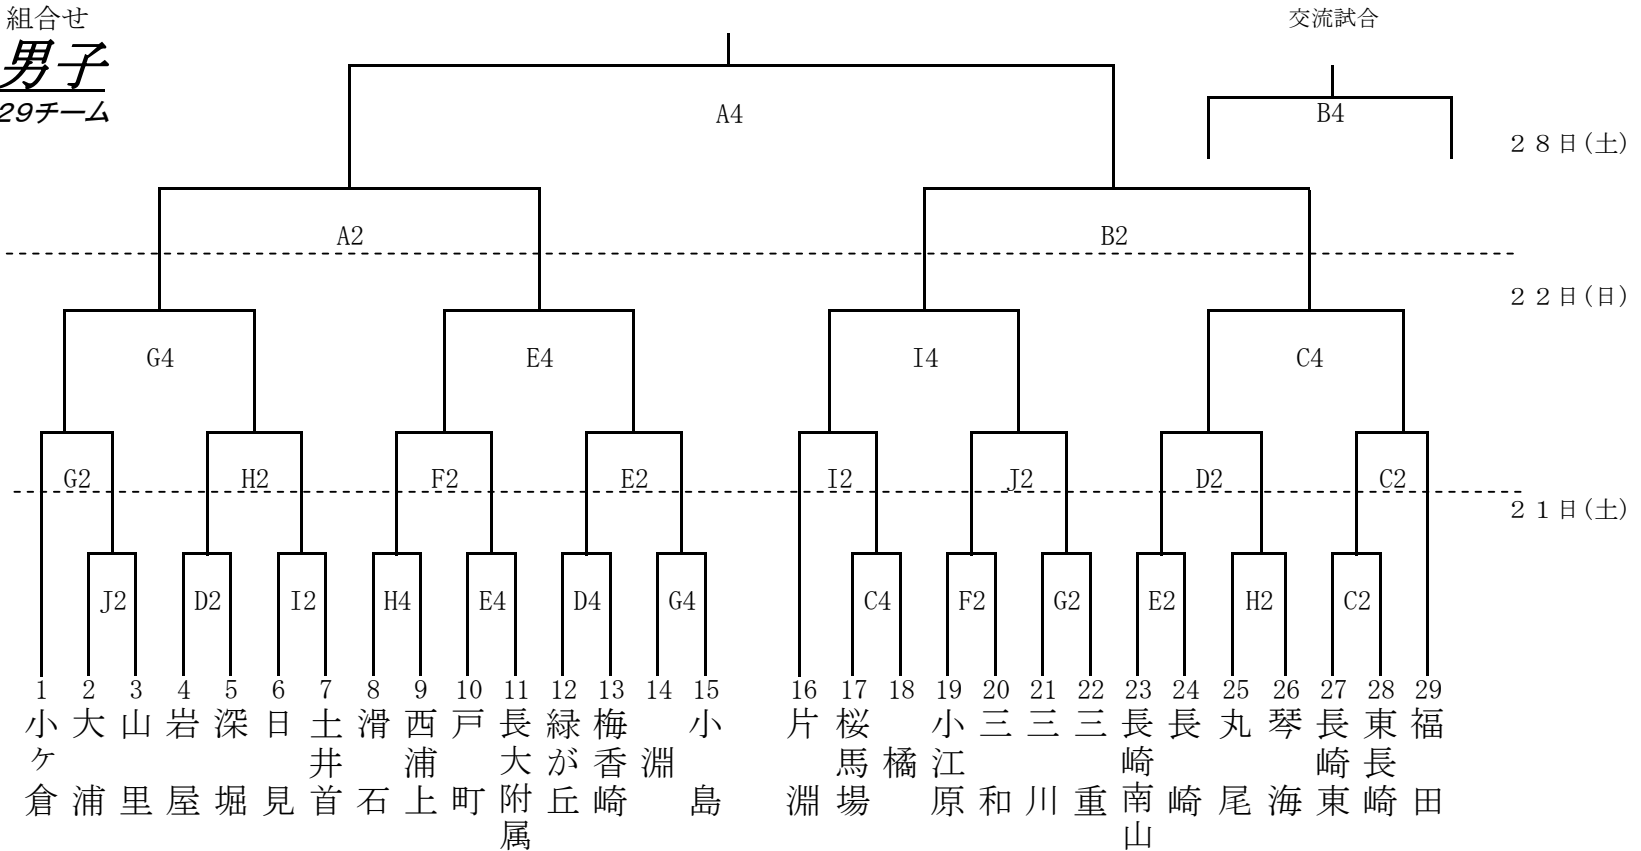 組合せ
交流試合
男子
29チーム
A4
B4
２８日(土)
A2
B2
２２日(日)
G4
E4
I4
C4
G2
H2
F2
E2
I2
J2
D2
C2
２１日(土)
J2
D2
I2
H4
E4
D4
G4
C4
F2
G2
E2
H2
C2
1
2
3
4
5
6
7
8
9
10
11
12
13
14
15
16
17
18
19
20
21
22
23
24
25
26
27
28
29
小ケ倉
大浦
山里
岩屋
深堀
日見
土井首
滑石
西浦上
戸町
長大附属
緑が丘
梅香崎
淵
小島
片淵
桜馬場
橘
小江原
三和
三川
三重
長崎南山
長崎
丸尾
琴海
長崎東
東長崎
福田